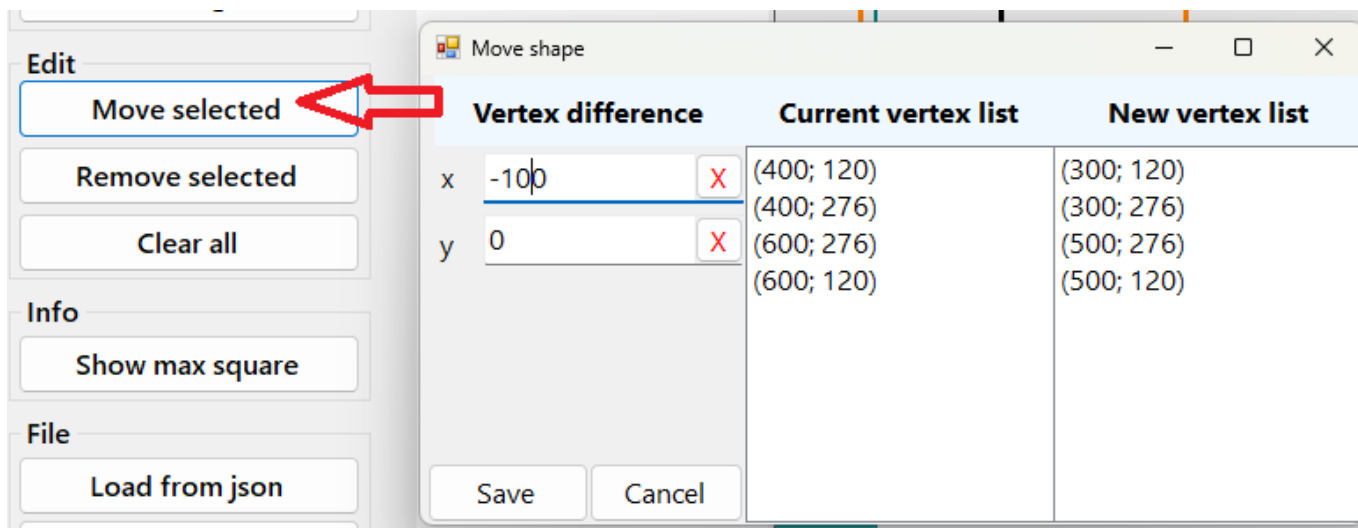 Edit
Move selected
Remove selected
Clear all
Info
Show max square
File
Load from json
Move shape
Vertex difference
Current vertex list
New vertex list
x
-100
X
y
0
X
(400; 120)
(400; 276)
(600; 276)
(600; 120)
(300; 120)
(300; 276)
(500; 276)
(500; 120)
Save
Cancel